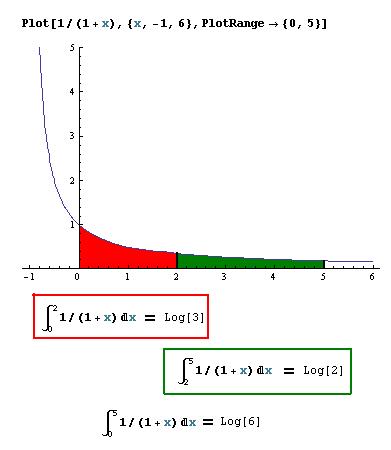 Plot[1/(1+x), {x, -1, 6}, PlotRange → {0, 5}]
5
4
3
2
1
-1 0 1 2 3 4 5 6
∫₀² 1/(1+x) ⅆx = Log[3]
∫₂⁵ 1/(1+x) ⅆx = Log[2]
∫₀⁵ 1/(1+x) ⅆx = Log[6]